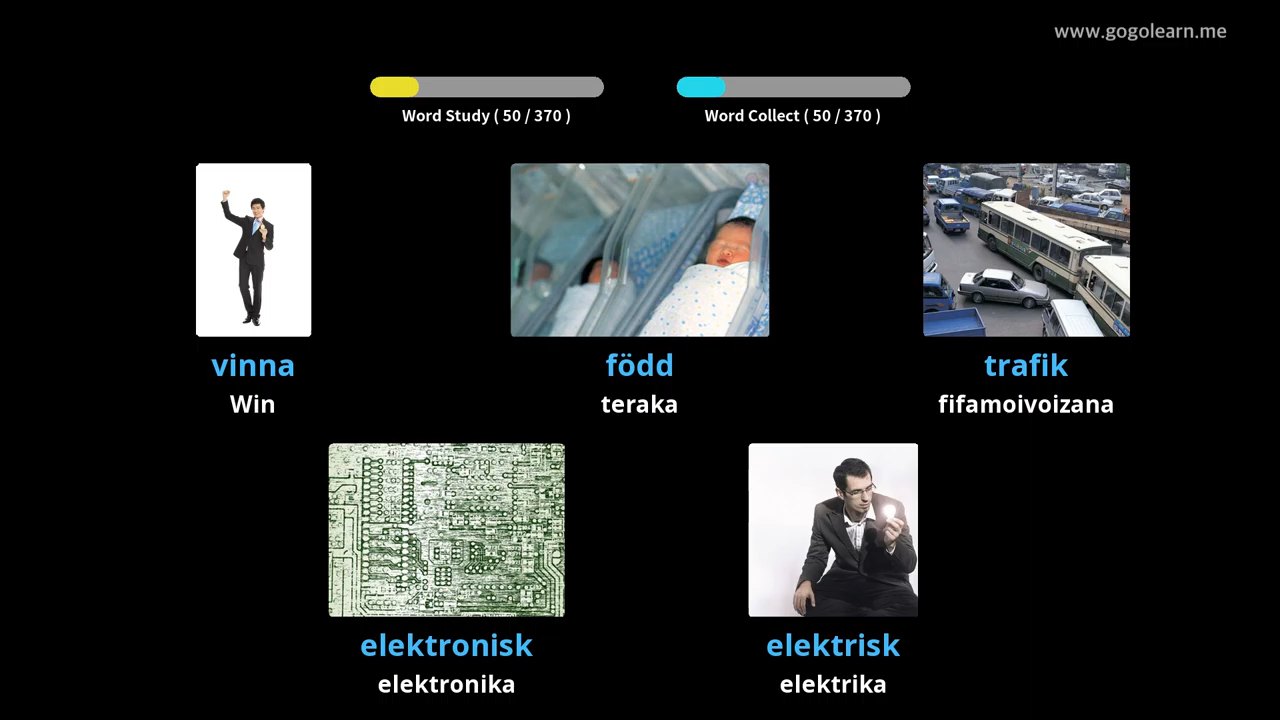 www.gogolearn.me
Word Study ( 50 / 370 )
Word Collect ( 50 / 370 )
vinna
Win
född
teraka
trafik
fifamoivoizana
elektronisk
elektronika
elektrisk
elektrika